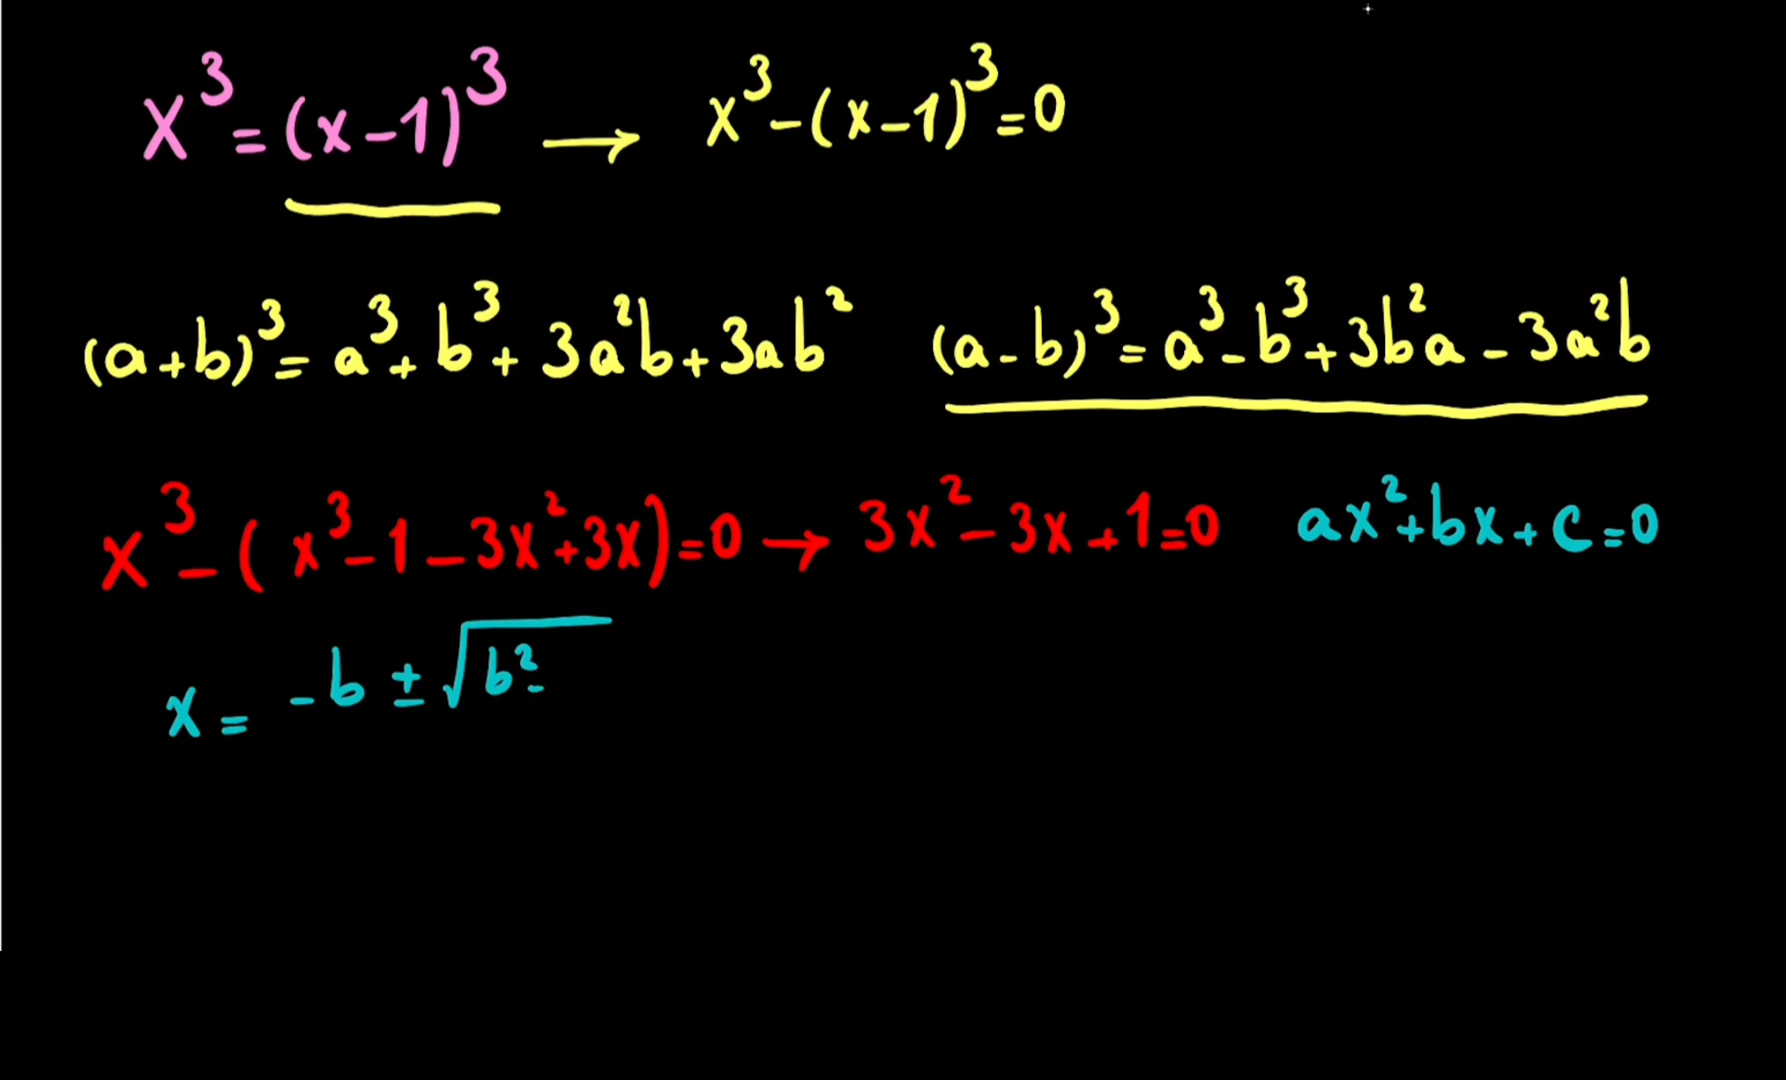 x³ = (x-1)³ → x³-(x-1)³=0
(a+b)³= a³+b³+3a²b+3ab² (a-b)³=a³-b³+3b²a-3a²b
x³-(x³-1-3x²+3x)=0→3x²-3x+1=0 ax²+bx+c=0
x = -b ± √b²-